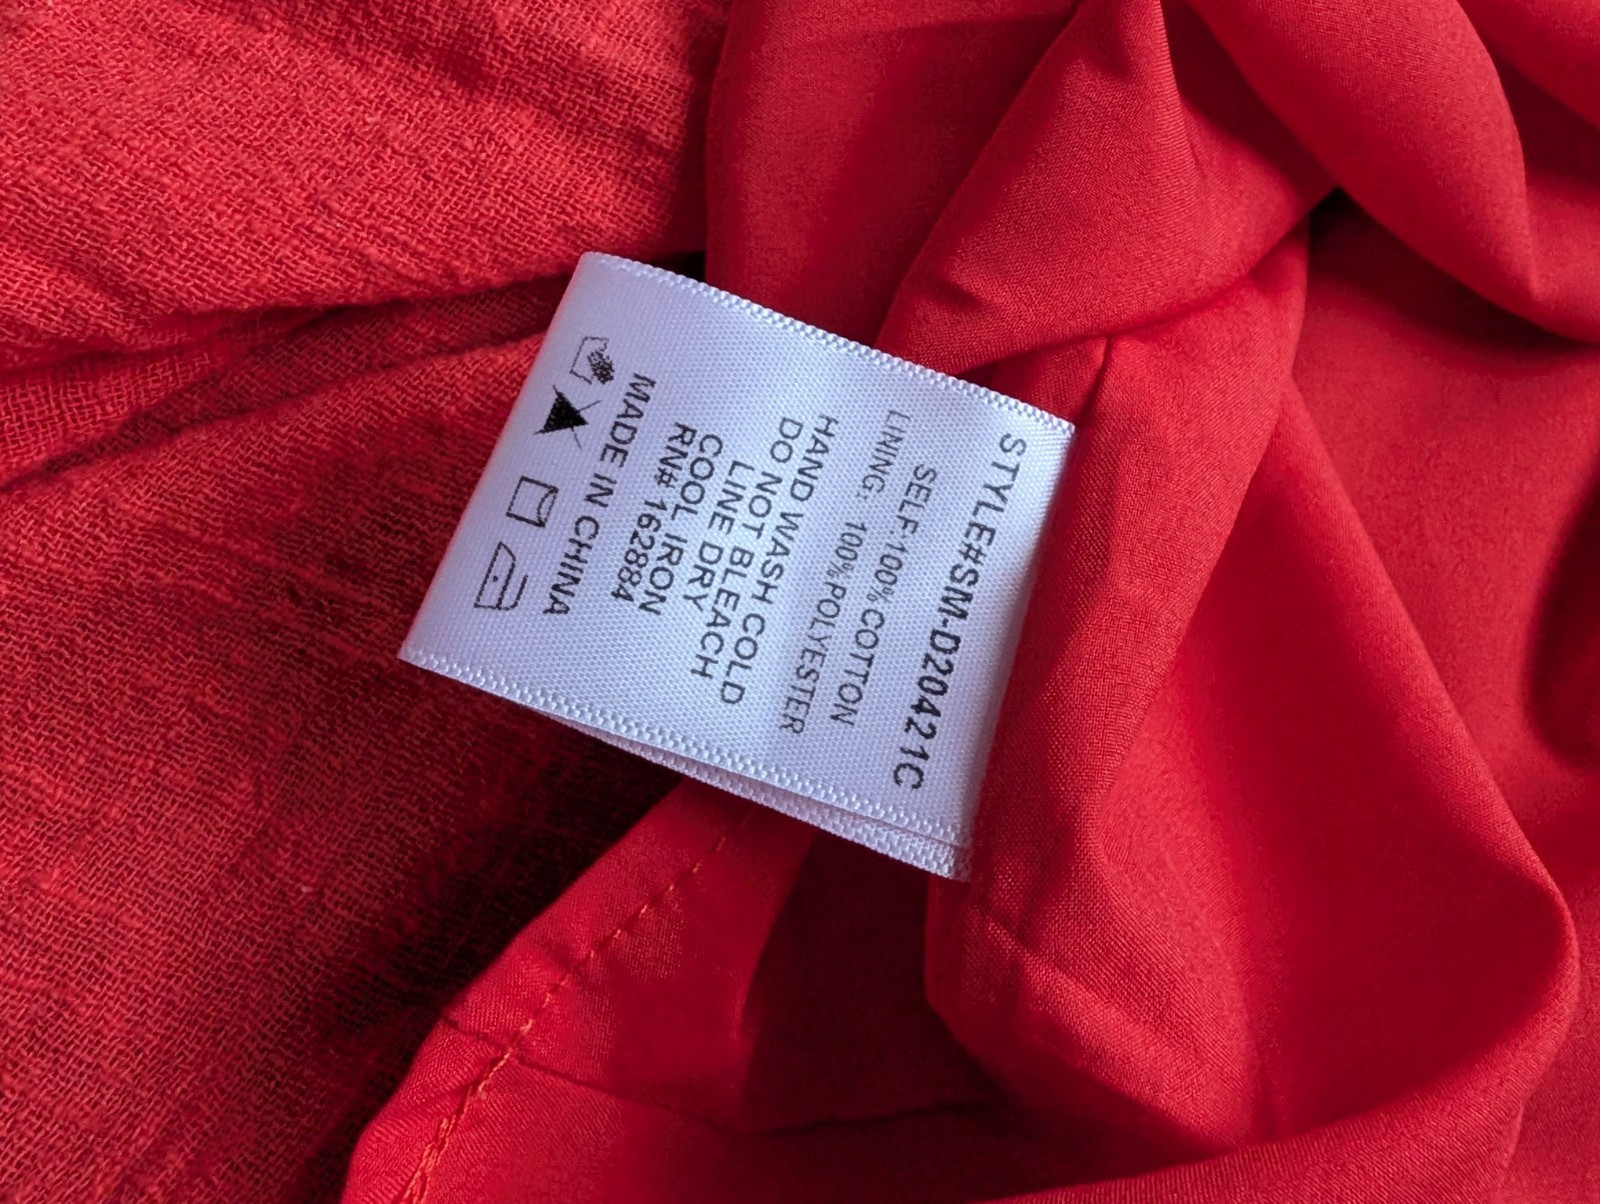 STYLE#SM-D20421C
SELF:100% COTTON
LINING: 100% POLYESTER
HAND WASH COLD
DO NOT BLEACH
LINE DRY
COOL IRON
RN# 162884
MADE IN CHINA